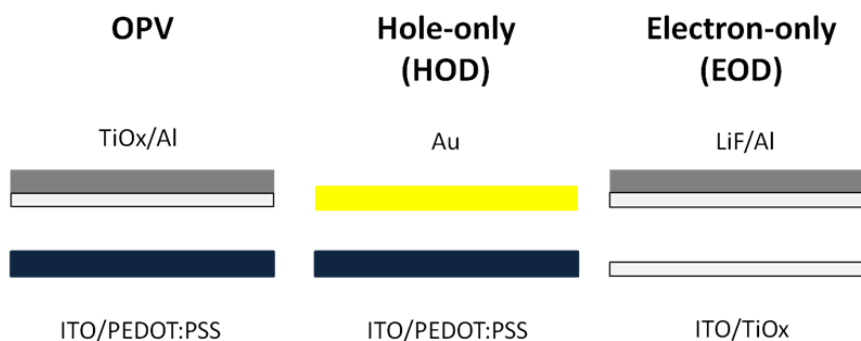 OPV
Hole-only
(HOD)
Electron-only
(EOD)
TiOx/Al
Au
LiF/Al
ITO/PEDOT:PSS
ITO/PEDOT:PSS
ITO/TiOx